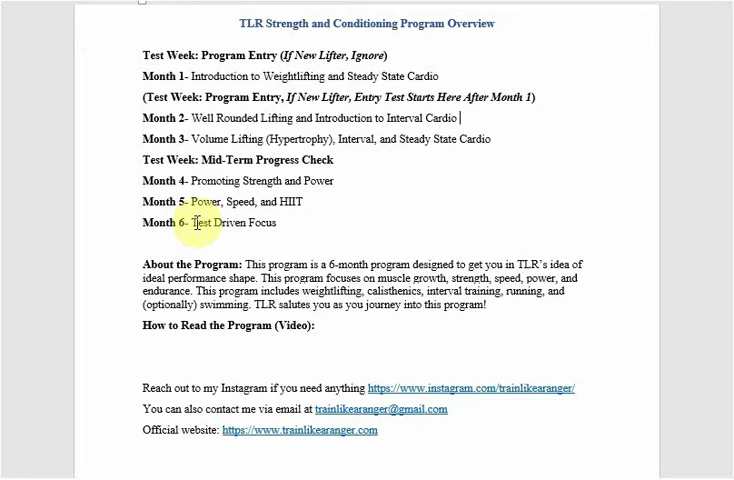 TLR Strength and Conditioning Program Overview
Test Week: Program Entry (If New Lifter, Ignore)
Month 1- Introduction to Weightlifting and Steady State Cardio
(Test Week: Program Entry, If New Lifter, Entry Test Starts Here After Month 1)
Month 2- Well Rounded Lifting and Introduction to Interval Cardio
Month 3- Volume Lifting (Hypertrophy), Interval, and Steady State Cardio
Test Week: Mid-Term Progress Check
Month 4- Promoting Strength and Power
Month 5- Power, Speed, and HIIT
Month 6- Test Driven Focus
About the Program: This program is a 6-month program designed to get you in TLR's idea of
ideal performance shape. This program focuses on muscle growth, strength, speed, power, and
endurance. This program includes weightlifting, calisthenics, interval training, running, and
(optionally) swimming. TLR salutes you as you journey into this program!
How to Read the Program (Video):
Reach out to my Instagram if you need anything https://www.instagram.com/trainlikearanger/
You can also contact me via email at trainlikearanger@gmail.com
Official website: https://www.trainlikearanger.com